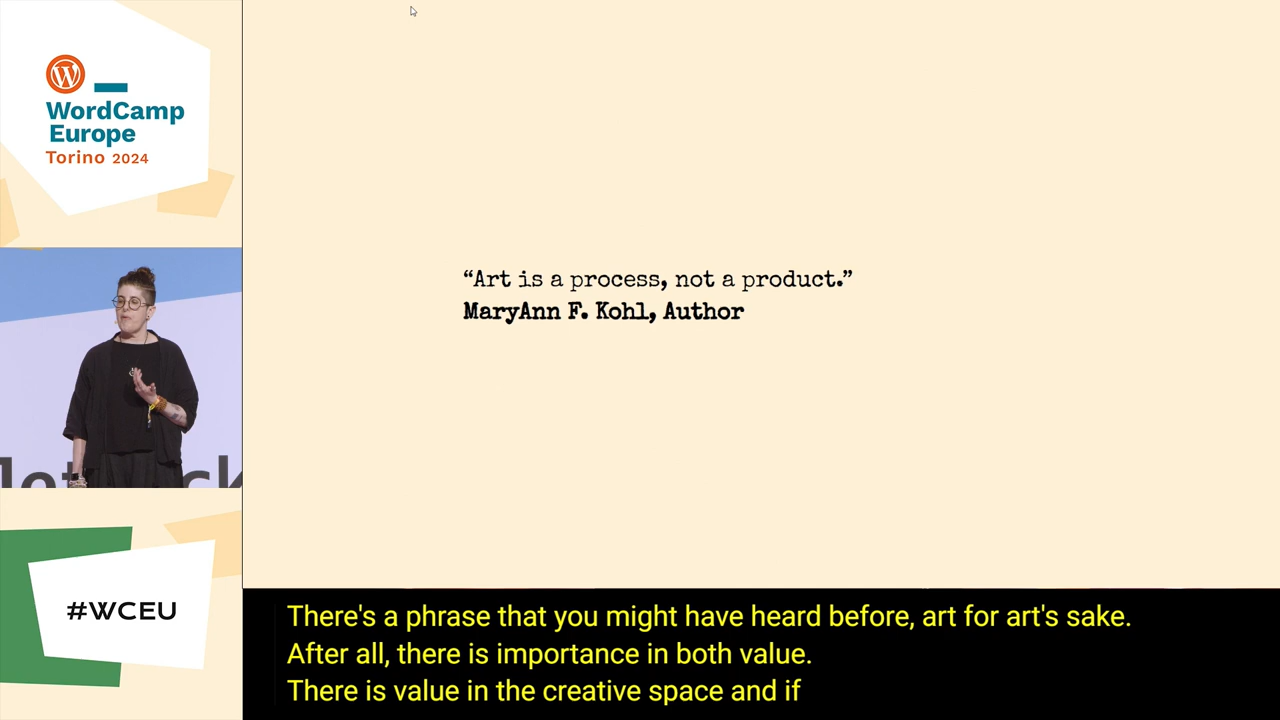 WordCamp
Europe
Torino 2024
“Art is a process, not a product.”
MaryAnn F. Kohl, Author
#WCEU
There's a phrase that you might have heard before, art for art's sake.
After all, there is importance in both value.
There is value in the creative space and if